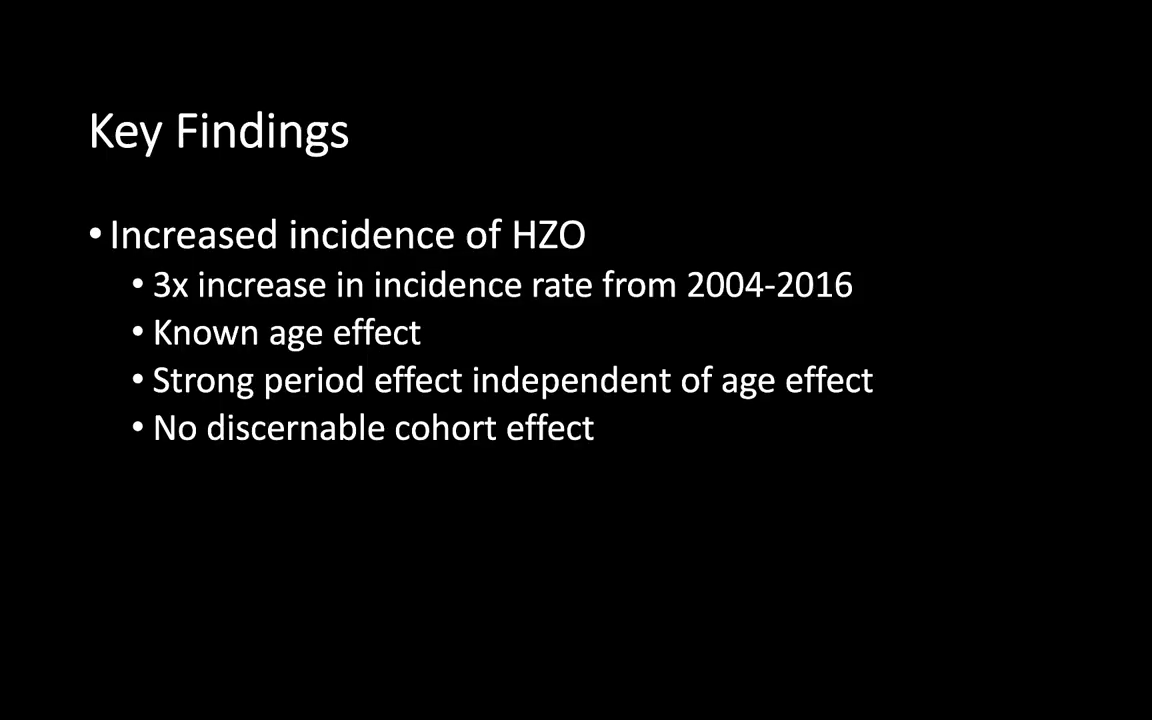 Key Findings
• Increased incidence of HZO
• 3x increase in incidence rate from 2004-2016
• Known age effect
• Strong period effect independent of age effect
• No discernable cohort effect